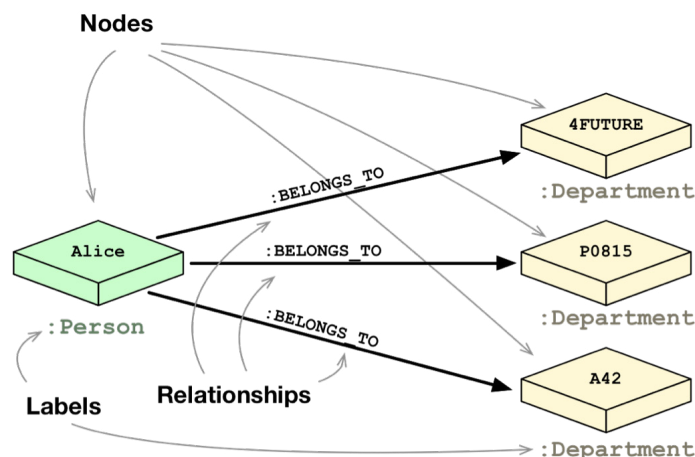 Nodes
4FUTURE
:BELONGS_TO
:Department
Alice
:BELONGS_TO
P0815
:Department
:Person
:BELONGS_TO
A42
Relationships
Labels
:Department